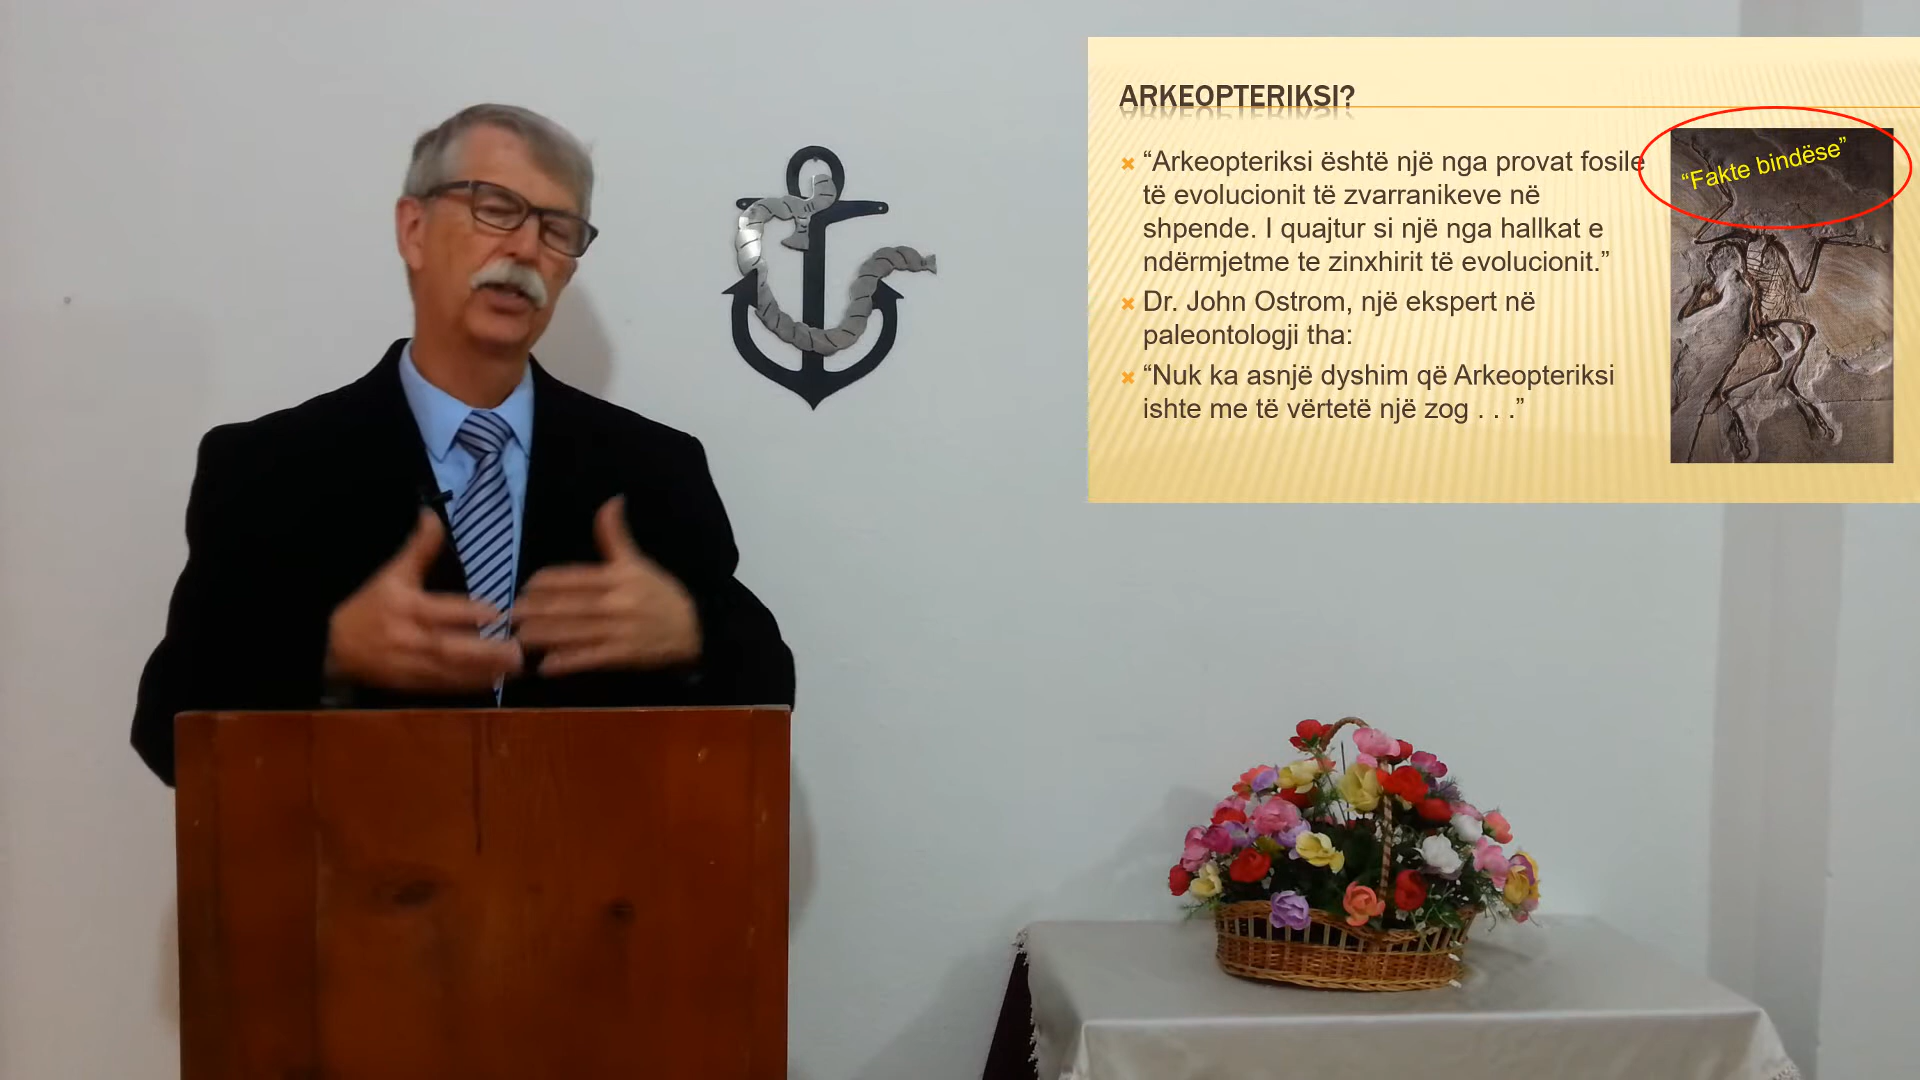 ARKEOPTERIKSI?
“Arkeopteriksi është një nga provat fosile
të evolucionit të zvarranikeve në
shpende. I quajtur si një nga hallkat e
ndërmjetme te zinxhirit të evolucionit.”
Dr. John Ostrom, një ekspert në
paleontologji tha:
“Nuk ka asnjë dyshim që Arkeopteriksi
ishte me të vërtetë një zog . . .”
“Fakte bindëse”